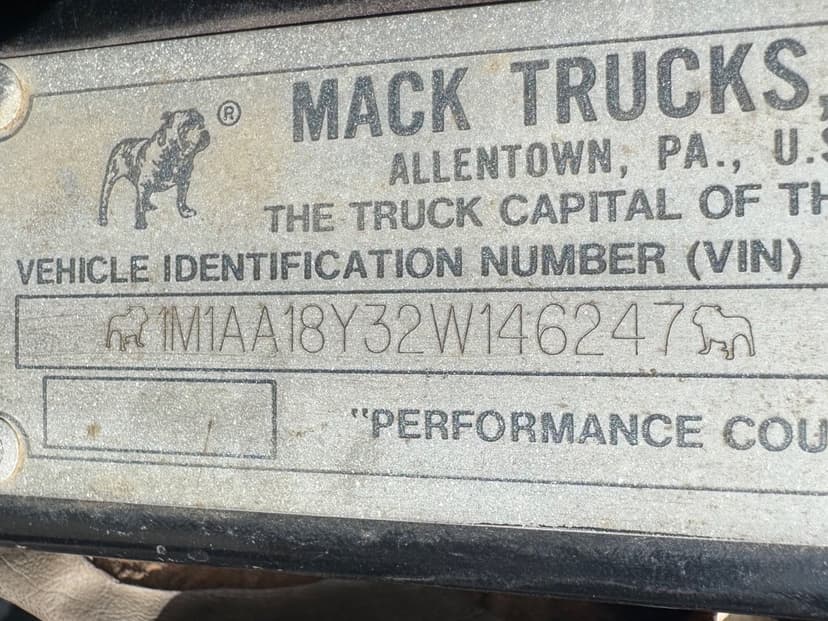 ®
MACK TRUCKS,
ALLENTOWN, PA., U.S
THE TRUCK CAPITAL OF TH
VEHICLE IDENTIFICATION NUMBER (VIN)
1M1AA18Y32W146247
"PERFORMANCE COU